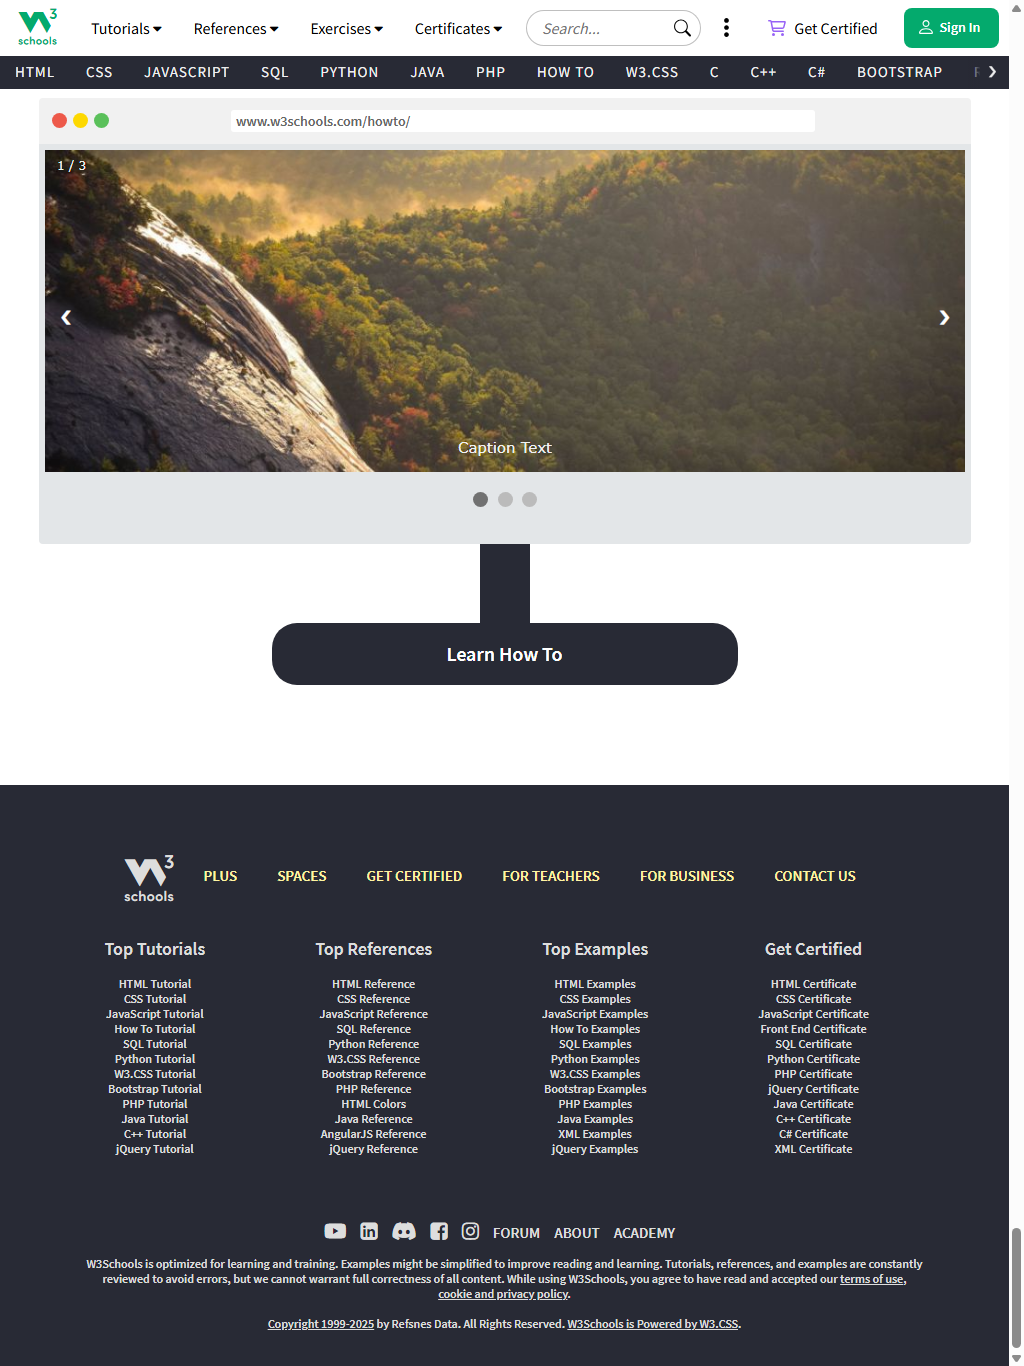 W3 schools
Tutorials References Exercises Certificates Search... Get Certified Sign In
HTML CSS JAVASCRIPT SQL PYTHON JAVA PHP HOW TO W3.CSS C C++ C# BOOTSTRAP
www.w3schools.com/howto/
1 / 3
❮ ❯
Caption Text
Learn How To
W3 schools PLUS SPACES GET CERTIFIED FOR TEACHERS FOR BUSINESS CONTACT US
Top Tutorials
HTML Tutorial
CSS Tutorial
JavaScript Tutorial
How To Tutorial
SQL Tutorial
Python Tutorial
W3.CSS Tutorial
Bootstrap Tutorial
PHP Tutorial
Java Tutorial
C++ Tutorial
jQuery Tutorial
Top References
HTML Reference
CSS Reference
JavaScript Reference
SQL Reference
Python Reference
W3.CSS Reference
Bootstrap Reference
PHP Reference
HTML Colors
Java Reference
AngularJS Reference
jQuery Reference
Top Examples
HTML Examples
CSS Examples
JavaScript Examples
How To Examples
SQL Examples
Python Examples
W3.CSS Examples
Bootstrap Examples
PHP Examples
Java Examples
XML Examples
jQuery Examples
Get Certified
HTML Certificate
CSS Certificate
JavaScript Certificate
Front End Certificate
SQL Certificate
Python Certificate
PHP Certificate
jQuery Certificate
Java Certificate
C++ Certificate
C# Certificate
XML Certificate
FORUM ABOUT ACADEMY
W3Schools is optimized for learning and training. Examples might be simplified to improve reading and learning. Tutorials, references, and examples are constantly
reviewed to avoid errors, but we cannot warrant full correctness of all content. While using W3Schools, you agree to have read and accepted our terms of use,
cookie and privacy policy.
Copyright 1999-2025 by Refsnes Data. All Rights Reserved. W3Schools is Powered by W3.CSS.